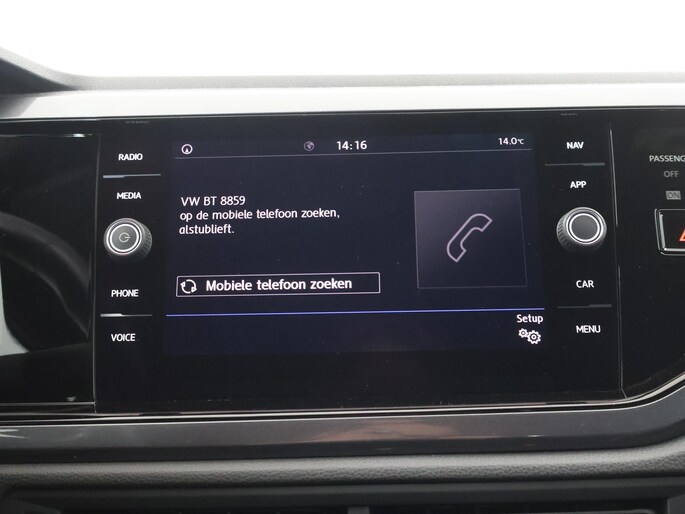 RADIO
MEDIA
PHONE
VOICE
14:16
14.0°C
VW BT 8859
op de mobiele telefoon zoeken,
alstublieft.
Mobiele telefoon zoeken
Setup
NAV
APP
CAR
MENU
PASSENG
OFF
ON